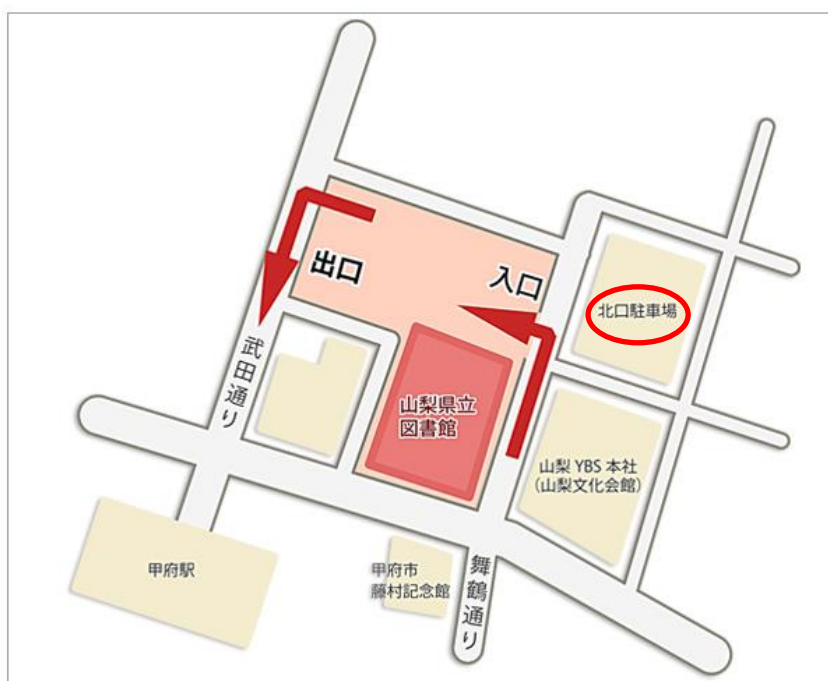 出口
入口
北口駐車場
武田通り
山梨県立
図書館
山梨 YBS 本社
（山梨文化会館）
甲府駅
甲府市
藤村記念館
舞鶴通り